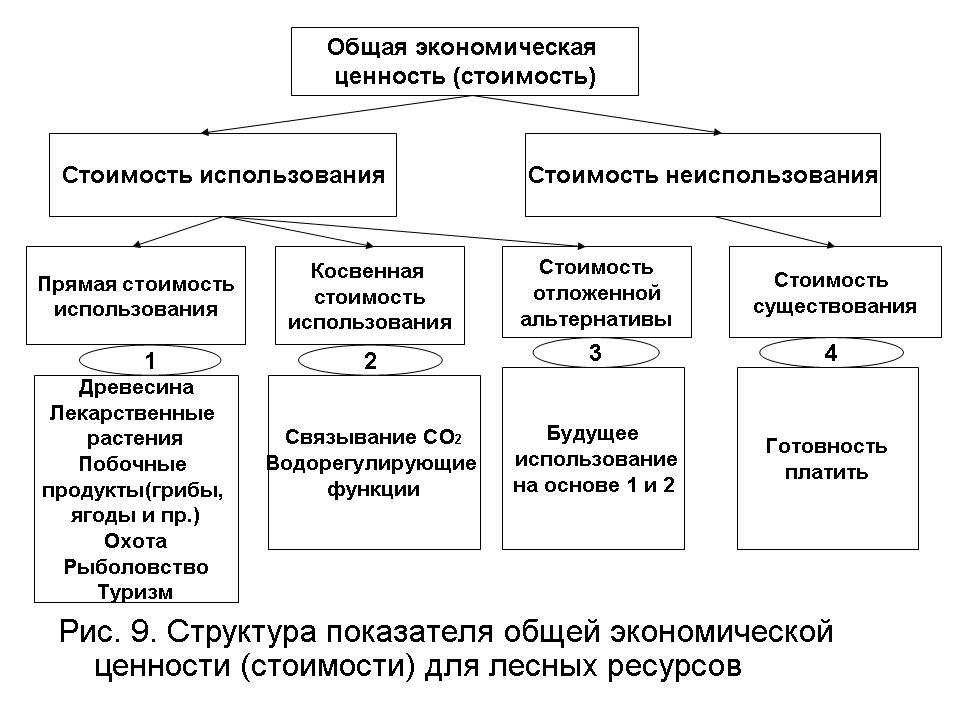 Общая экономическая
ценность (стоимость)
Стоимость использования
Стоимость неиспользования
Прямая стоимость
использования
Косвенная
стоимость
использования
Стоимость
отложенной
альтернативы
Стоимость
существования
1
2
3
4
Древесина
Лекарственные
растения
Побочные
продукты(грибы,
ягоды и пр.)
Охота
Рыболовство
Туризм
Связывание СО2
Водорегулирующие
функции
Будущее
использование
на основе 1 и 2
Готовность
платить
Рис. 9. Структура показателя общей экономической
ценности (стоимости) для лесных ресурсов